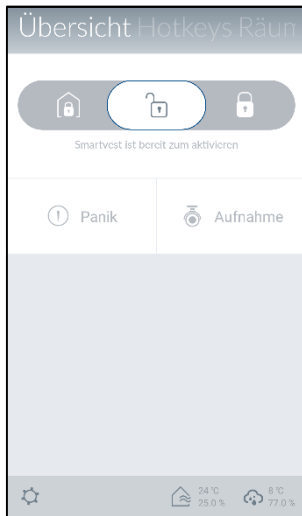 Übersicht Hotkeys Räum
Smartvest ist bereit zum aktivieren
Panik
Aufnahme
24 °C
25.0 %
8 °C
77.0 %